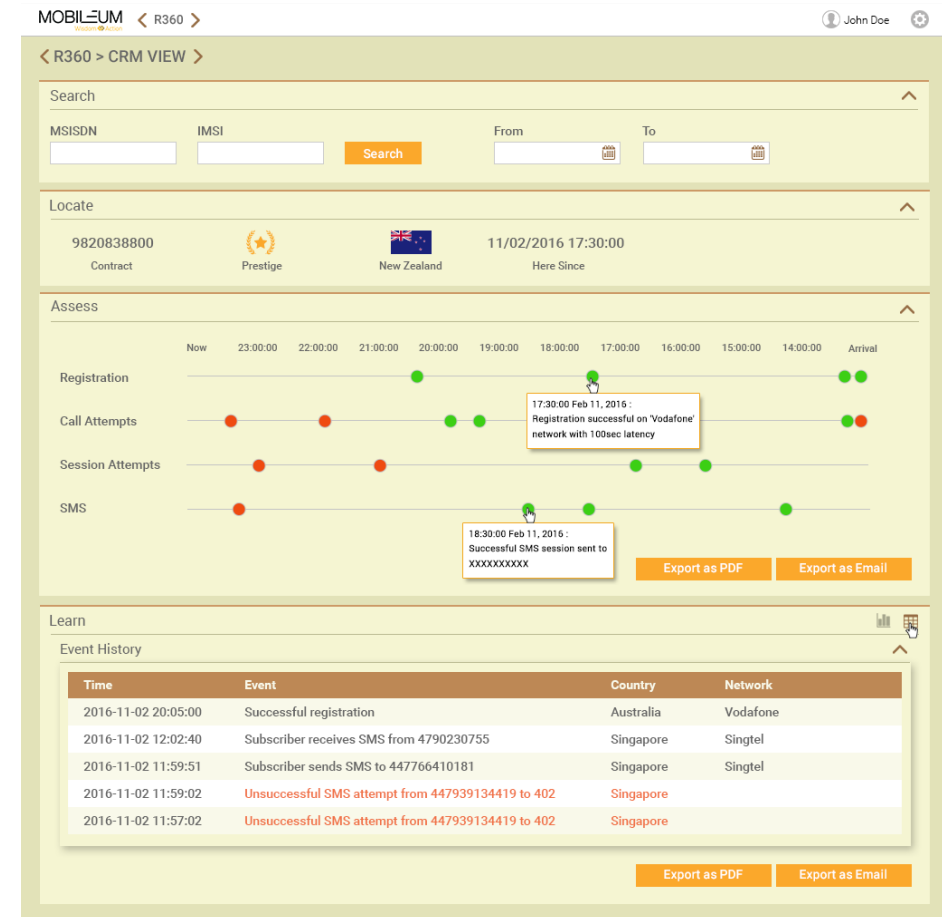 MOBILEUM
Wisdom Action
R360
John Doe
R360 > CRM VIEW
Search
MSISDN IMSI From To
Search
Locate
9820838800 11/02/2016 17:30:00
Contract Prestige New Zealand Here Since
Assess
Now 23:00:00 22:00:00 21:00:00 20:00:00 19:00:00 18:00:00 17:00:00 16:00:00 15:00:00 14:00:00 Arrival
Registration
17:30:00 Feb 11, 2016 :
Registration successful on 'Vodafone'
network with 100sec latency
Call Attempts
Session Attempts
SMS
18:30:00 Feb 11, 2016 :
Successful SMS session sent to
XXXXXXXXXX
Export as PDF Export as Email
Learn
Event History
Time Event Country Network
2016-11-02 20:05:00 Successful registration Australia Vodafone
2016-11-02 12:02:40 Subscriber receives SMS from 4790230755 Singapore Singtel
2016-11-02 11:59:51 Subscriber sends SMS to 447766410181 Singapore Singtel
2016-11-02 11:59:02 Unsuccessful SMS attempt from 447939134419 to 402 Singapore
2016-11-02 11:57:02 Unsuccessful SMS attempt from 447939134419 to 402 Singapore
Export as PDF Export as Email